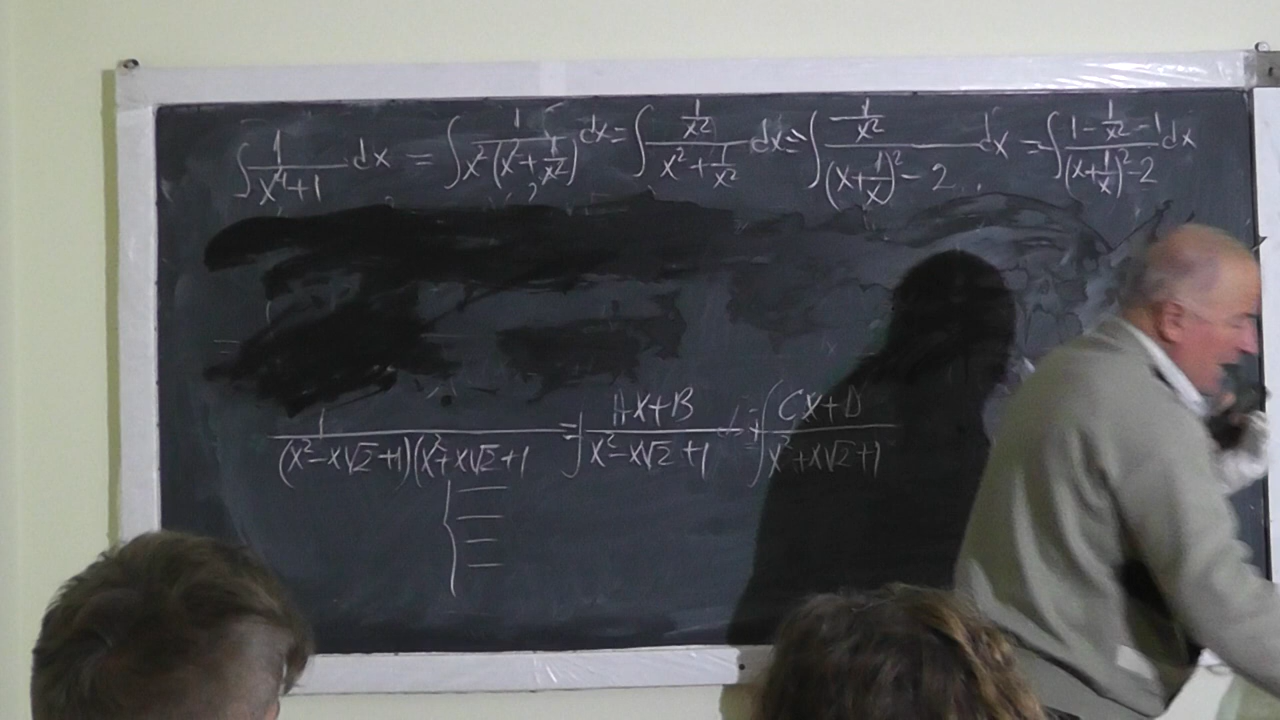 ∫ 1/(x⁴+1) dx = ∫ 1/(x²(x²+1/x²)) dx = ∫ (1/x²)/(x²+1/x²) dx = ∫ (1/x²)/((x+1/x)²-2) dx = ∫ (1-1/x²-1)/((x+1/x)²-2) dx
1/((x²-x√2+1)(x²+x√2+1) = ∫ (Ax+B)/(x²-x√2+1) + ∫ (Cx+D)/(x²+x√2+1)